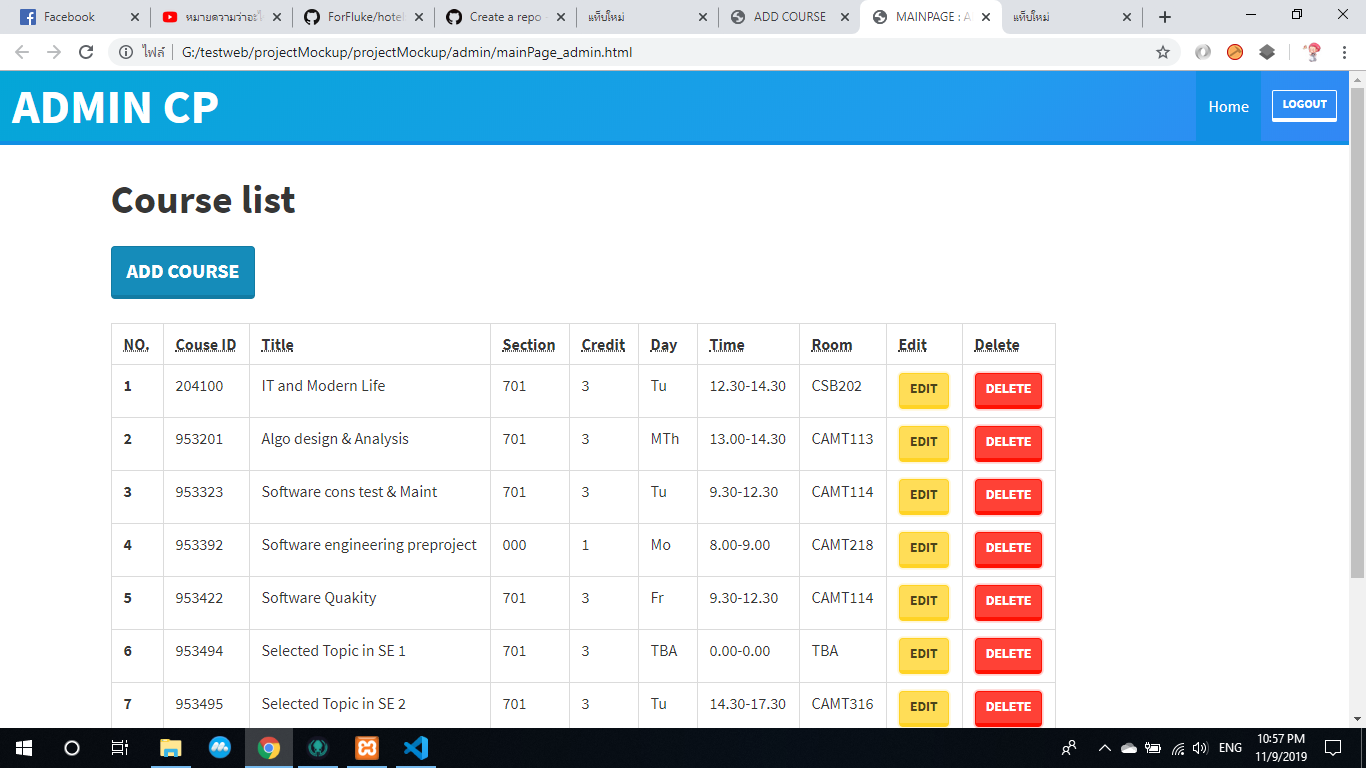 Facebook หมายความว่าอะไร ForFluke/hote Create a repo แท็บใหม่ ADD COURSE MAINPAGE : A แท็บใหม่
ไฟล์ G:/testweb/projectMockup/projectMockup/admin/mainPage_admin.html
ADMIN CP Home LOGOUT
Course list
ADD COURSE
NO. Couse ID Title Section Credit Day Time Room Edit Delete
1 204100 IT and Modern Life 701 3 Tu 12.30-14.30 CSB202 EDIT DELETE
2 953201 Algo design & Analysis 701 3 MTh 13.00-14.30 CAMT113 EDIT DELETE
3 953323 Software cons test & Maint 701 3 Tu 9.30-12.30 CAMT114 EDIT DELETE
4 953392 Software engineering preproject 000 1 Mo 8.00-9.00 CAMT218 EDIT DELETE
5 953422 Software Quakity 701 3 Fr 9.30-12.30 CAMT114 EDIT DELETE
6 953494 Selected Topic in SE 1 701 3 TBA 0.00-0.00 TBA EDIT DELETE
7 953495 Selected Topic in SE 2 701 3 Tu 14.30-17.30 CAMT316 EDIT DELETE
ENG 10:57 PM
11/9/2019